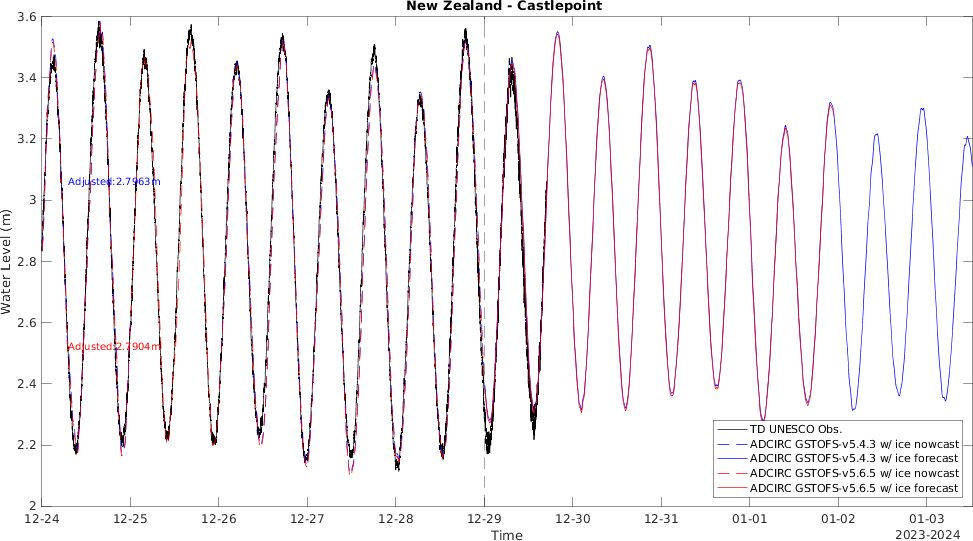 New Zealand - Castlepoint
3.6
3.4
3.2
3
2.8
2.6
2.4
2.2
2
Water Level (m)
Adjusted:2.7963m
Adjusted:2.7904m
TD UNESCO Obs.
ADCIRC GSTOFS-v5.4.3 w/ ice nowcast
ADCIRC GSTOFS-v5.4.3 w/ ice forecast
ADCIRC GSTOFS-v5.6.5 w/ ice nowcast
ADCIRC GSTOFS-v5.6.5 w/ ice forecast
12-24 12-25 12-26 12-27 12-28 12-29 12-30 12-31 01-01 01-02 01-03
Time
2023-2024